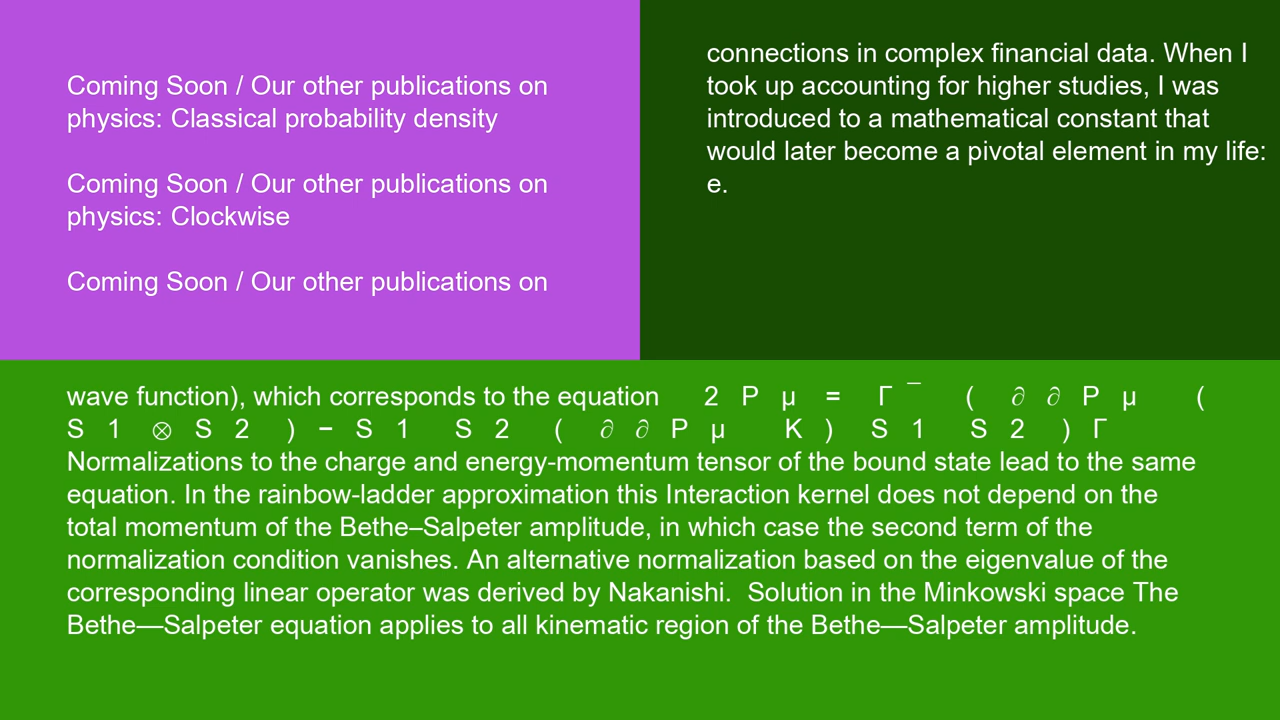 Coming Soon / Our other publications on
physics: Classical probability density
Coming Soon / Our other publications on
physics: Clockwise
Coming Soon / Our other publications on
connections in complex financial data. When I
took up accounting for higher studies, I was
introduced to a mathematical constant that
would later become a pivotal element in my life:
e.
wave function), which corresponds to the equation 2 P μ = Γ ¯ ( ∂ ∂ P μ (
S 1 ⊗ S 2 ) − S 1 S 2 ( ∂ ∂ P μ K ) S 1 S 2 ) Γ
Normalizations to the charge and energy-momentum tensor of the bound state lead to the same
equation. In the rainbow-ladder approximation this Interaction kernel does not depend on the
total momentum of the Bethe–Salpeter amplitude, in which case the second term of the
normalization condition vanishes. An alternative normalization based on the eigenvalue of the
corresponding linear operator was derived by Nakanishi. Solution in the Minkowski space The
Bethe—Salpeter equation applies to all kinematic region of the Bethe—Salpeter amplitude.